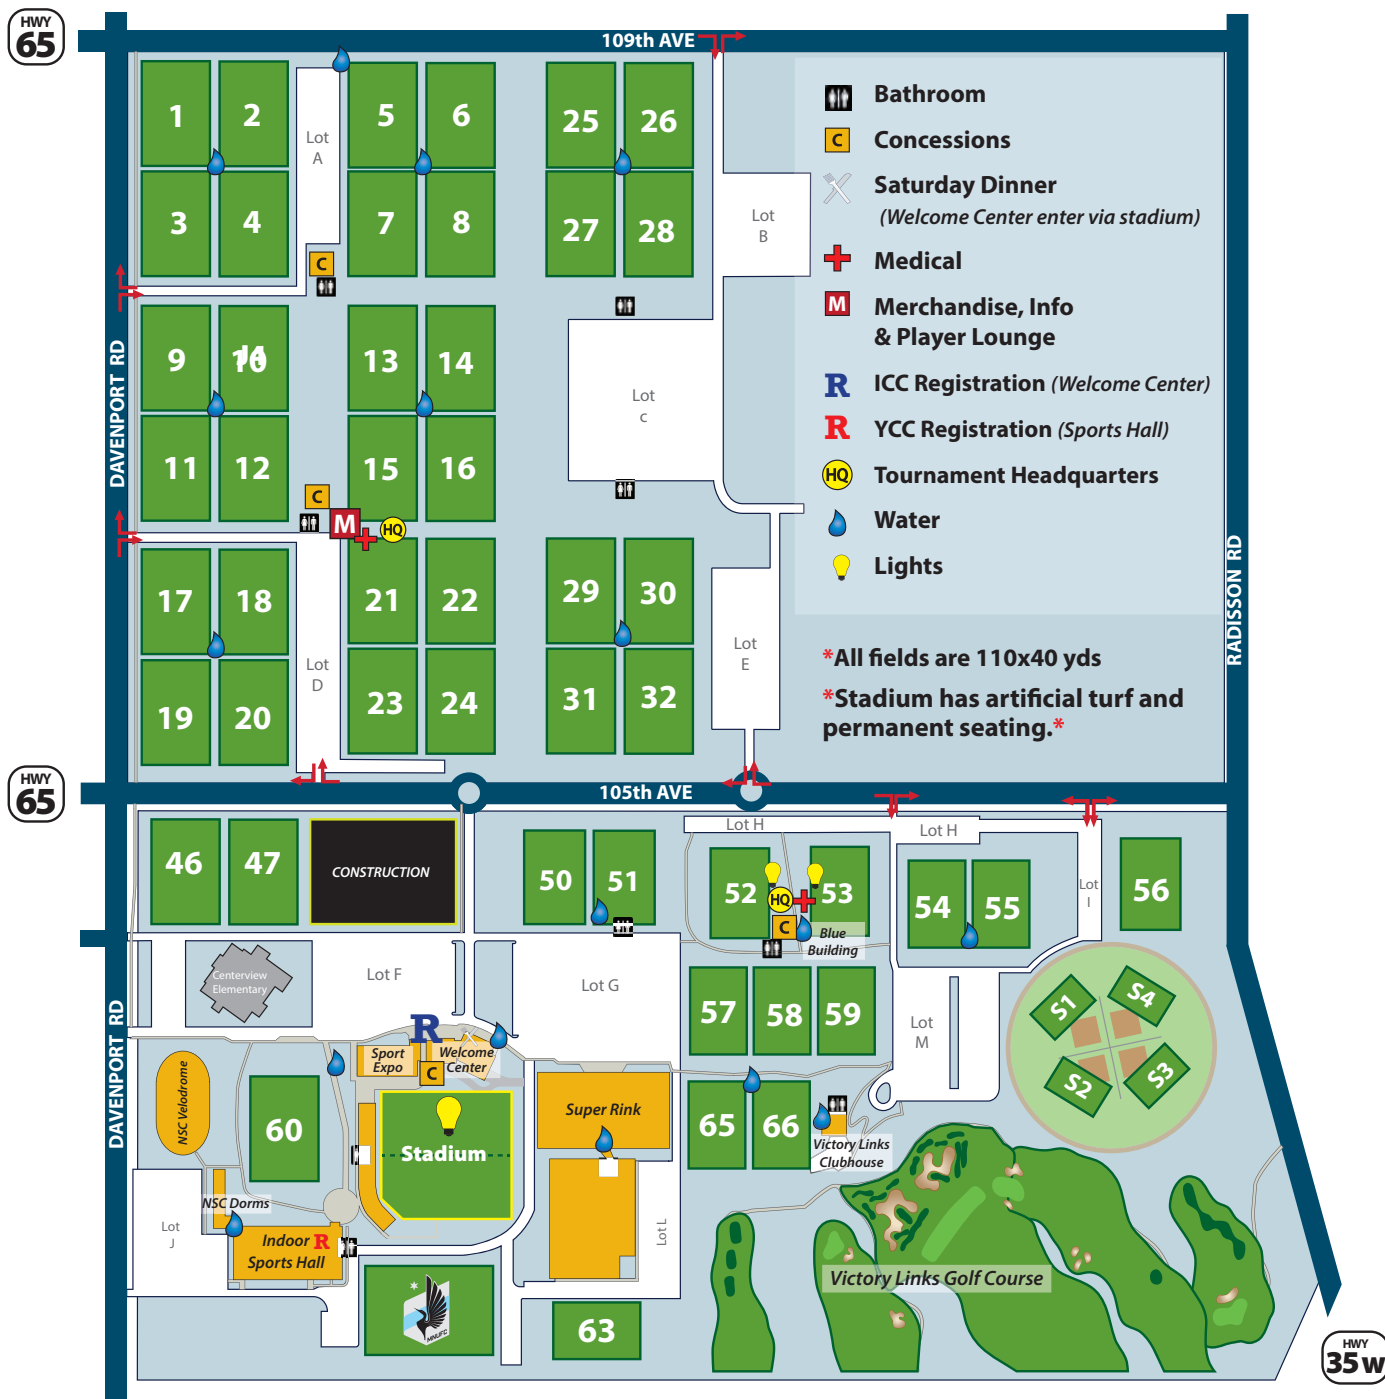 HWY
65
109th AVE
1
2
5
6
25
26
Lot
A
3
4
7
8
27
28
Lot
B
C
Bathroom
C
Concessions
Saturday Dinner
(Welcome Center enter via stadium)
Medical
M
Merchandise, Info
& Player Lounge
R
ICC Registration (Welcome Center)
R
YCC Registration (Sports Hall)
HQ
Tournament Headquarters
Water
Lights
*All fields are 110x40 yds
*Stadium has artificial turf and
permanent seating.*
DAVENPORT RD
RADISSON RD
9
10
13
14
Lot
c
11
12
15
16
C
M
HQ
17
18
21
22
29
30
Lot
D
Lot
E
19
20
23
24
31
32
HWY
65
105th AVE
46
47
CONSTRUCTION
50
51
Lot H
Lot H
52
53
HQ
C
Blue
Building
54
55
Lot
I
56
Centerview
Elementary
Lot F
Lot G
57
58
59
Lot
M
S1
S4
S2
S3
DAVENPORT RD
R
Sport
Expo
Welcome
Center
C
NSC Velodrome
60
Stadium
Super Rink
65
66
Victory Links
Clubhouse
NSC Dorms
Lot
J
Indoor R
Sports Hall
Lot L
Victory Links Golf Course
MNUFC
63
HWY
35W